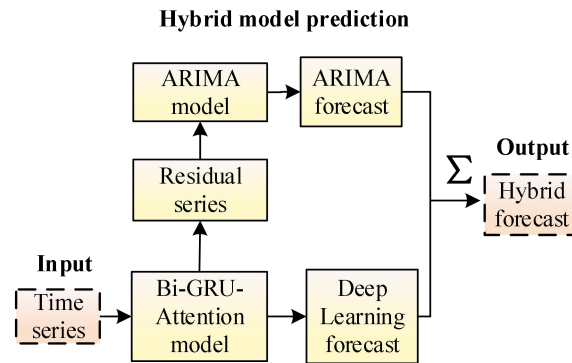 Hybrid model prediction
ARIMA
model
ARIMA
forecast
Residual
series
Σ
Output
Hybrid
forecast
Input
Time
series
Bi-GRU-
Attention
model
Deep
Learning
forecast